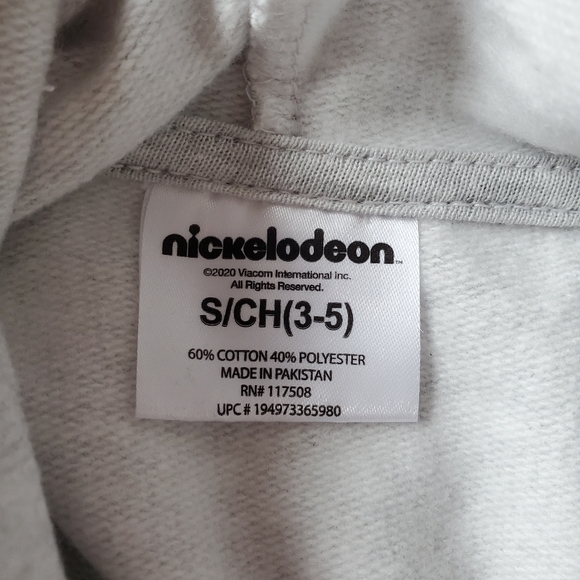 nickelodeon™
©2020 Viacom International Inc.
All Rights Reserved.
S/CH(3-5)
60% COTTON 40% POLYESTER
MADE IN PAKISTAN
RN# 117508
UPC # 194973365980